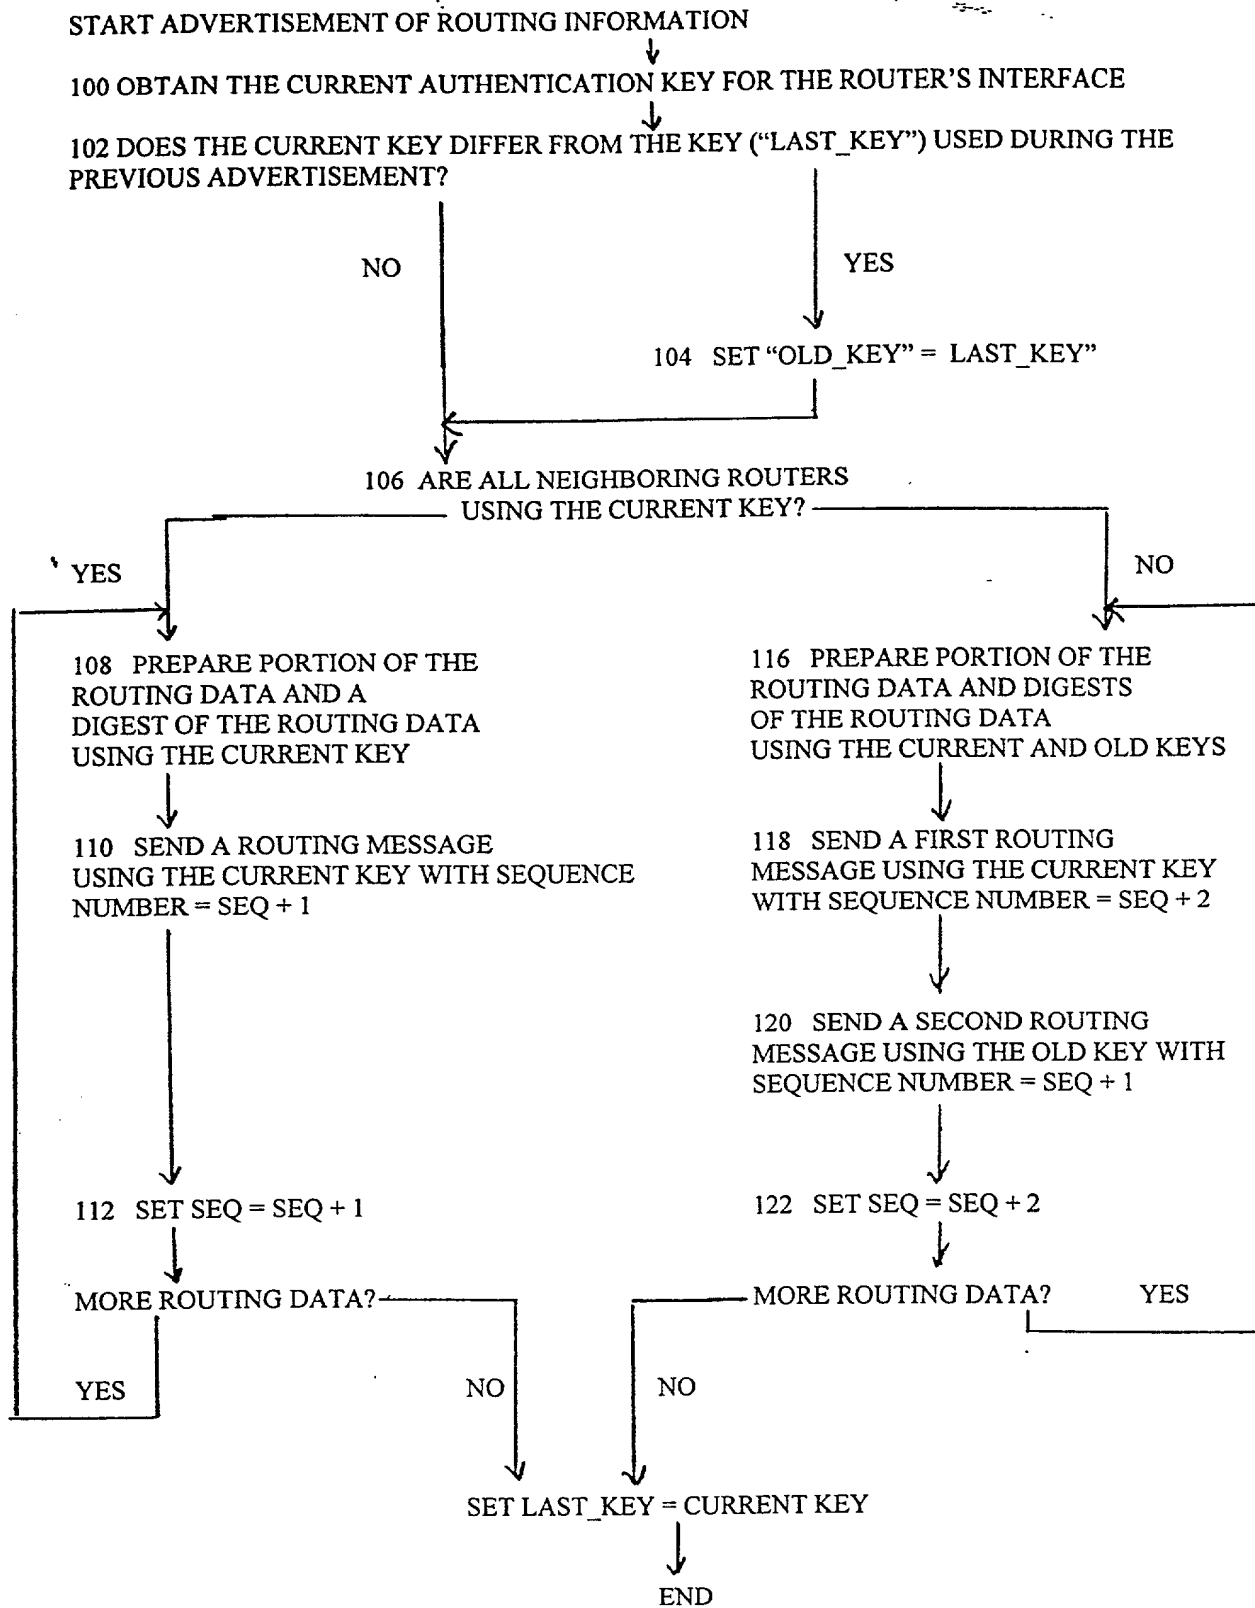 START ADVERTISEMENT OF ROUTING INFORMATION
100 OBTAIN THE CURRENT AUTHENTICATION KEY FOR THE ROUTER'S INTERFACE
102 DOES THE CURRENT KEY DIFFER FROM THE KEY (“LAST_KEY”) USED DURING THE
PREVIOUS ADVERTISEMENT?
NO
YES
104 SET “OLD_KEY” = LAST_KEY”
106 ARE ALL NEIGHBORING ROUTERS
USING THE CURRENT KEY?
YES
NO
108 PREPARE PORTION OF THE
ROUTING DATA AND A
DIGEST OF THE ROUTING DATA
USING THE CURRENT KEY
110 SEND A ROUTING MESSAGE
USING THE CURRENT KEY WITH SEQUENCE
NUMBER = SEQ + 1
112 SET SEQ = SEQ + 1
MORE ROUTING DATA?
YES
NO
116 PREPARE PORTION OF THE
ROUTING DATA AND DIGESTS
OF THE ROUTING DATA
USING THE CURRENT AND OLD KEYS
118 SEND A FIRST ROUTING
MESSAGE USING THE CURRENT KEY
WITH SEQUENCE NUMBER = SEQ + 2
120 SEND A SECOND ROUTING
MESSAGE USING THE OLD KEY WITH
SEQUENCE NUMBER = SEQ + 1
122 SET SEQ = SEQ + 2
MORE ROUTING DATA?
YES
NO
SET LAST_KEY = CURRENT KEY
END